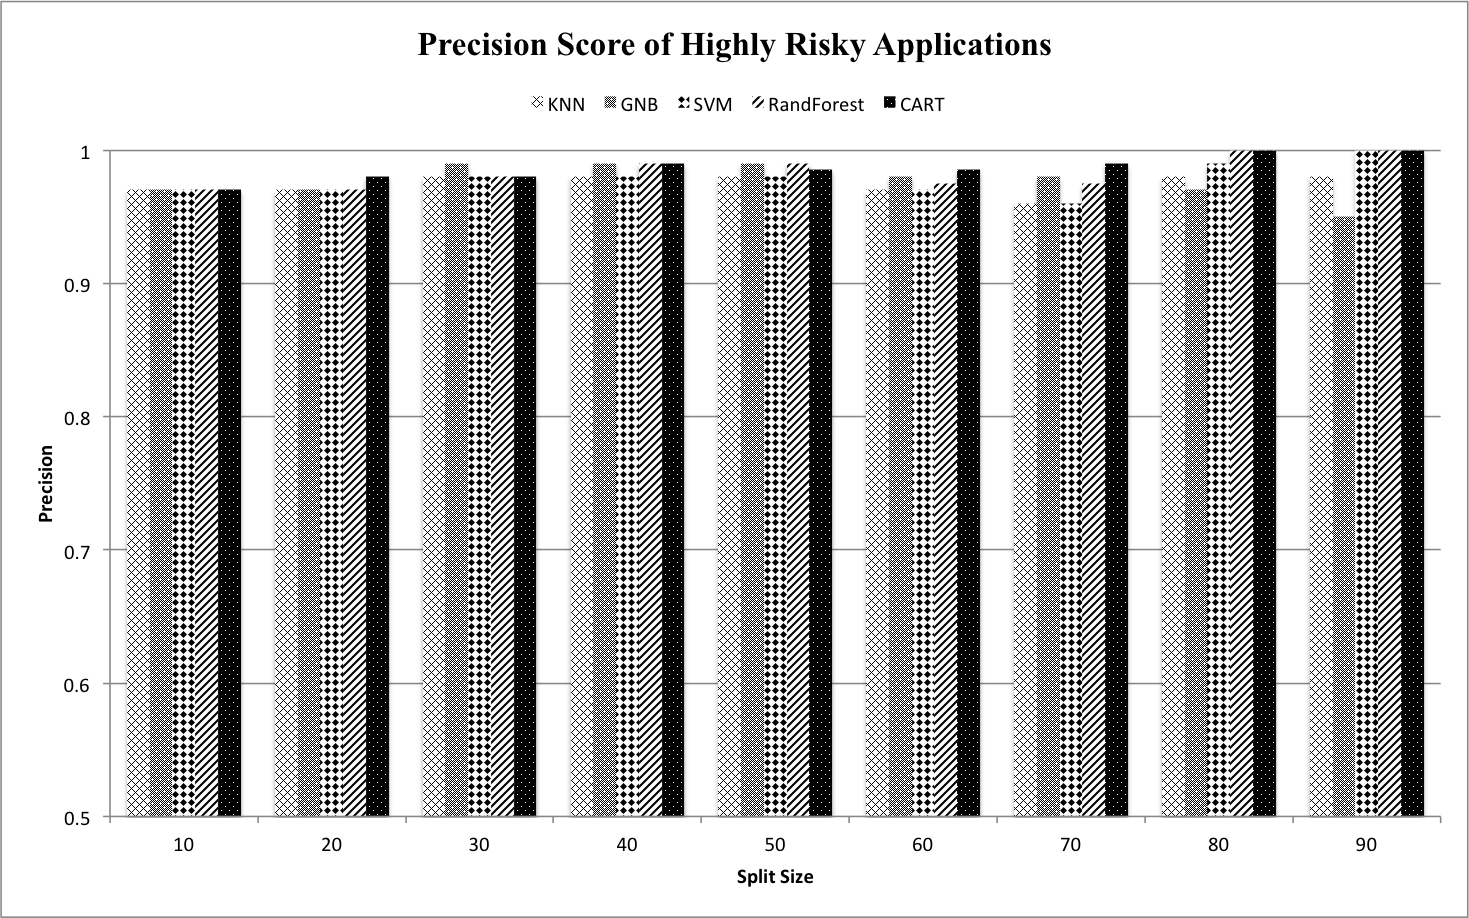 Precision Score of Highly Risky Applications
KNN GNB SVM RandForest CART
1
0.9
0.8
0.7
0.6
0.5
Precision
10 20 30 40 50 60 70 80 90
Split Size